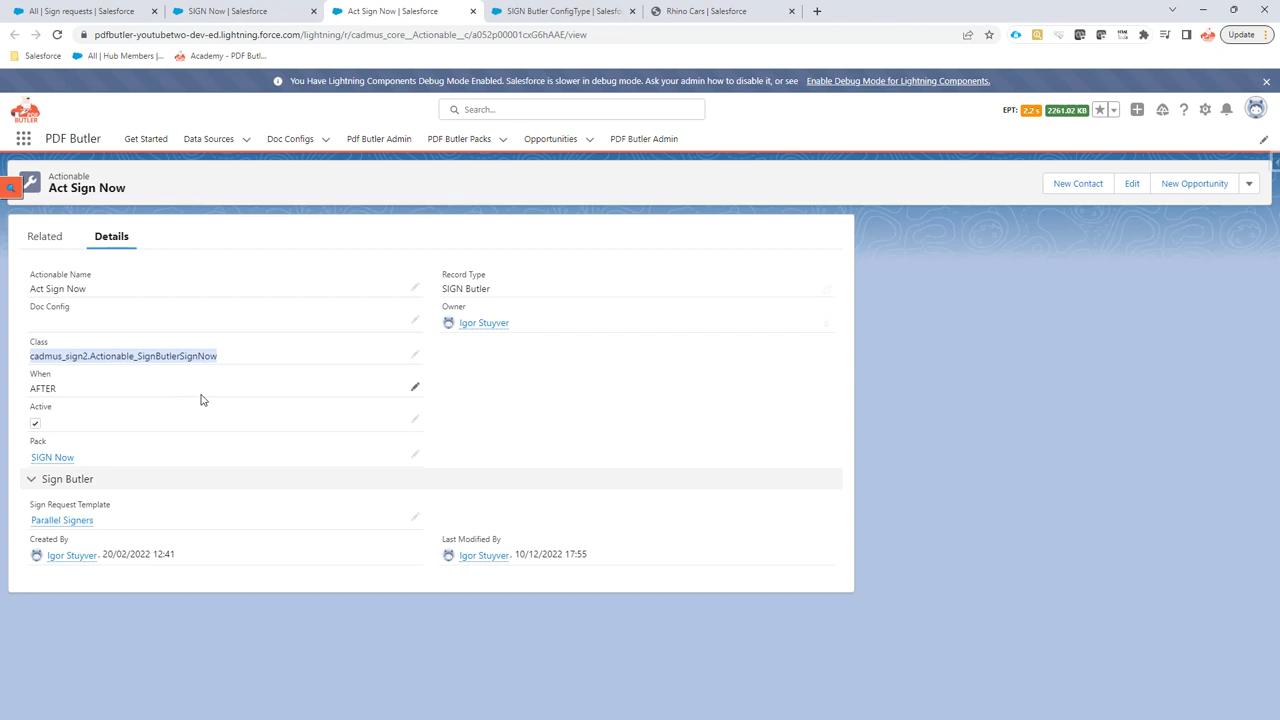 All | Sign requests | Salesforce
SIGN Now | Salesforce
Act Sign Now | Salesforce
SIGN Butler ConfigType | Salesfo
Rhino Cars | Salesforce
pdfbutler-youtubetwo-dev-ed.lightning.force.com/lightning/r/cadmus_core__Actionable__c/a052p00001cxG6hAAE/view
Update
Salesforce
All | Hub Members |...
Academy - PDF Butl...
You Have Lightning Components Debug Mode Enabled. Salesforce is slower in debug mode. Ask your admin how to disable it, or see Enable Debug Mode for Lightning Components.
PDF BUTLER
Search...
EPT: 2.2 s 2261.02 KB
PDF Butler
Get Started
Data Sources
Doc Configs
Pdf Butler Admin
PDF Butler Packs
Opportunities
PDF Butler Admin
Actionable
Act Sign Now
New Contact
Edit
New Opportunity
Related
Details
Actionable Name
Act Sign Now
Record Type
SIGN Butler
Doc Config
Owner
Igor Stuyver
Class
cadmus_sign2.Actionable_SignButlerSignNow
When
AFTER
Active
Pack
SIGN Now
Sign Butler
Sign Request Template
Parallel Signers
Created By
Igor Stuyver, 20/02/2022 12:41
Last Modified By
Igor Stuyver, 10/12/2022 17:55